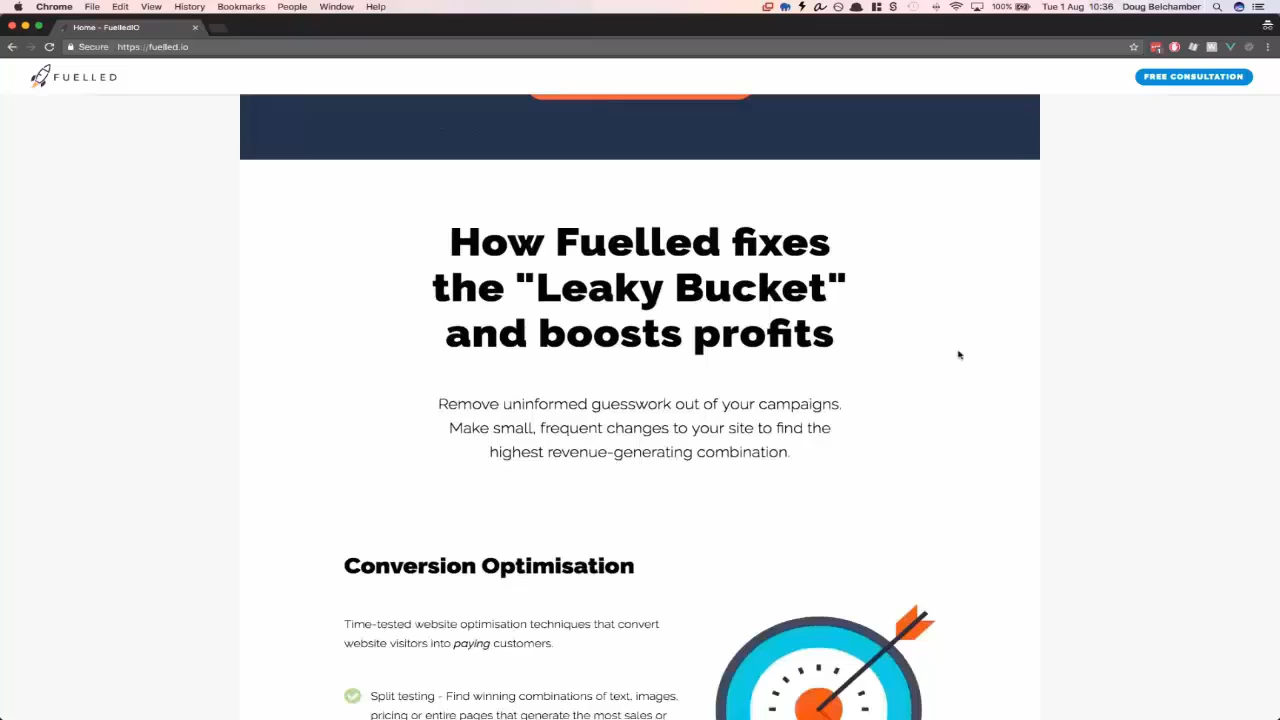 Chrome File Edit View History Bookmarks People Window Help 100% Tue 1 Aug 10:36 Doug Belchamber
Home - FuelledIO
Secure https://fuelled.io
FUELLED
FREE CONSULTATION
How Fuelled fixes
the "Leaky Bucket"
and boosts profits
Remove uninformed guesswork out of your campaigns.
Make small, frequent changes to your site to find the
highest revenue-generating combination.
Conversion Optimisation
Time-tested website optimisation techniques that convert
website visitors into paying customers.
Split testing - Find winning combinations of text, images,
pricing or entire pages that generate the most sales or